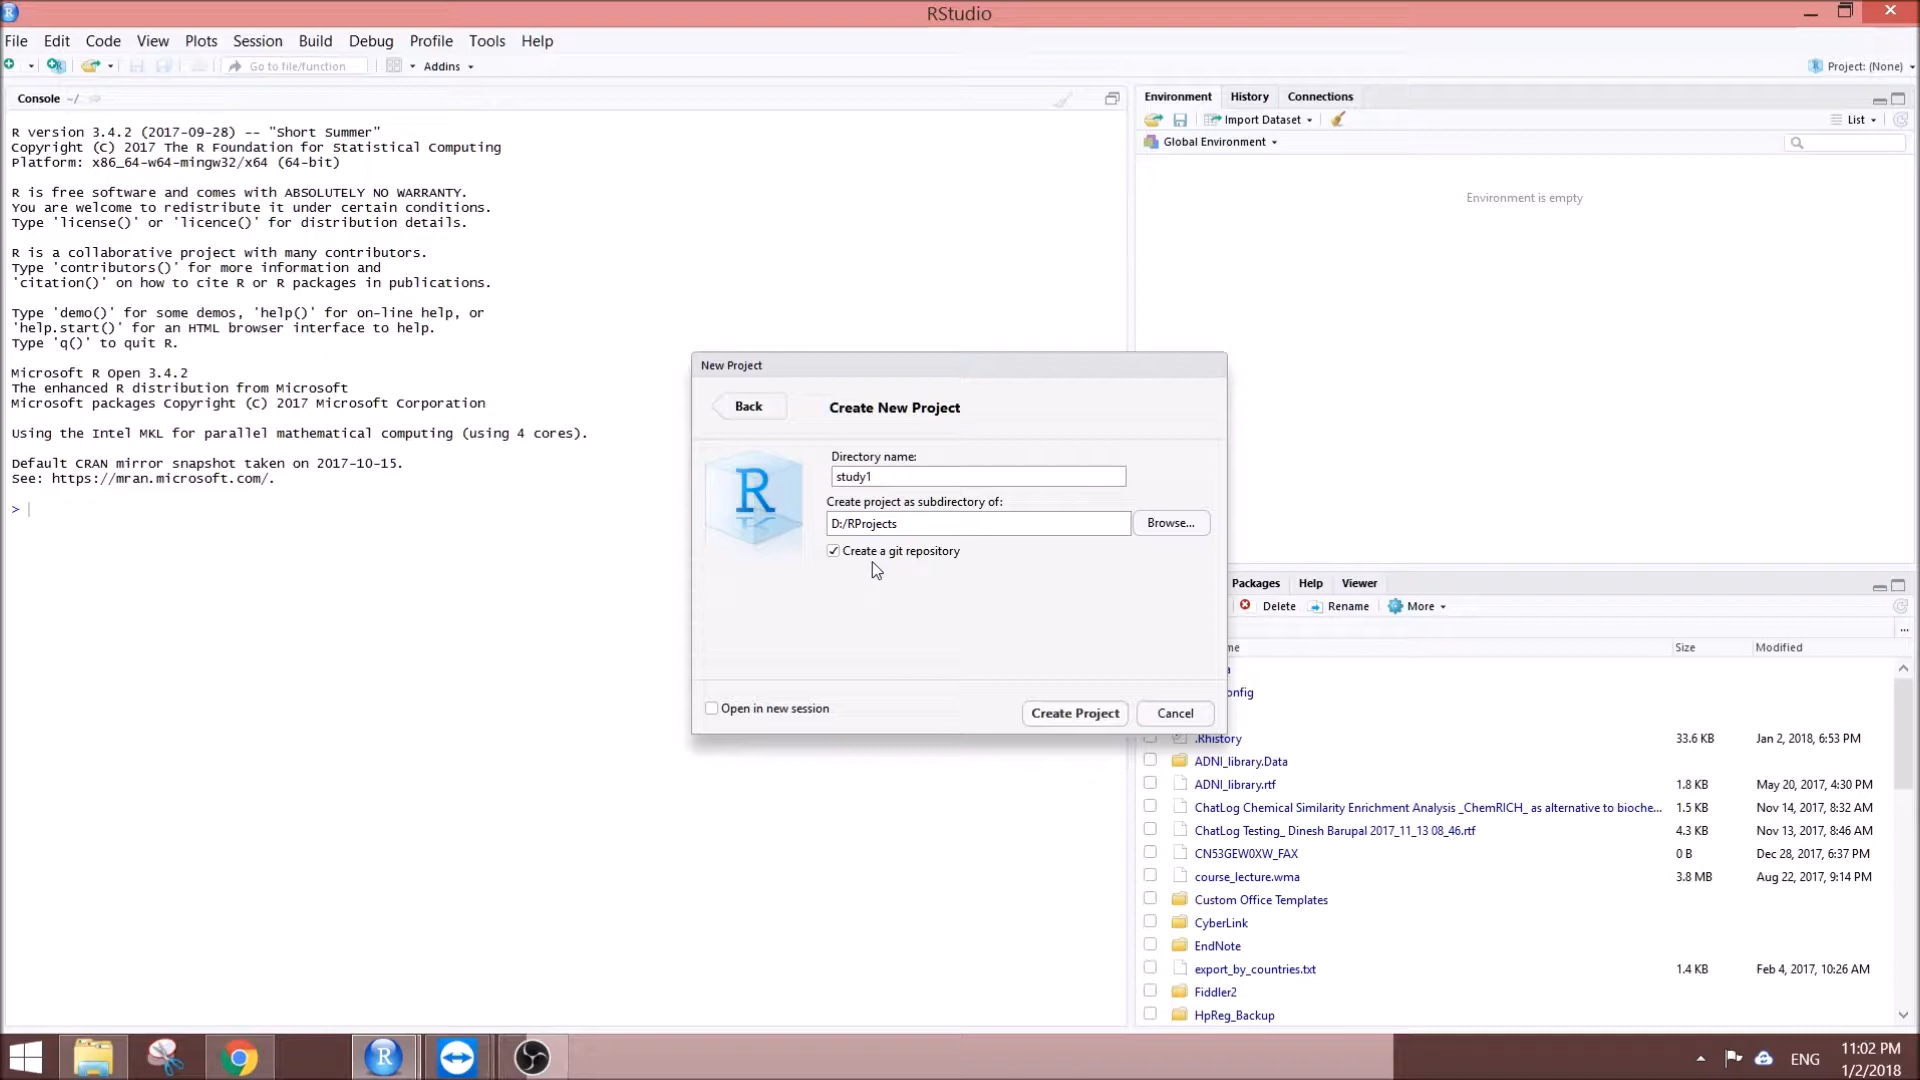 RStudio
File Edit Code View Plots Session Build Debug Profile Tools Help
Go to file/function Addins Project: (None)
Console ~/
R version 3.4.2 (2017-09-28) -- "Short Summer"
Copyright (C) 2017 The R Foundation for Statistical Computing
Platform: x86_64-w64-mingw32/x64 (64-bit)
R is free software and comes with ABSOLUTELY NO WARRANTY.
You are welcome to redistribute it under certain conditions.
Type 'license()' or 'licence()' for distribution details.
R is a collaborative project with many contributors.
Type 'contributors()' for more information and
'citation()' on how to cite R or R packages in publications.
Type 'demo()' for some demos, 'help()' for on-line help, or
'help.start()' for an HTML browser interface to help.
Type 'q()' to quit R.
Microsoft R Open 3.4.2
The enhanced R distribution from Microsoft
Microsoft packages Copyright (C) 2017 Microsoft Corporation
Using the Intel MKL for parallel mathematical computing (using 4 cores).
Default CRAN mirror snapshot taken on 2017-10-15.
See: https://mran.microsoft.com/.
>
Environment History Connections
Import Dataset List
Global Environment
Environment is empty
New Project
Back Create New Project
R
Directory name:
study1
Create project as subdirectory of:
D:/RProjects Browse...
Create a git repository
Open in new session Create Project Cancel
Packages Help Viewer
Delete Rename More
...
me Size Modified
onfig
.Rhistory 33.6 KB Jan 2, 2018, 6:53 PM
ADNI_library.Data
ADNI_library.rtf 1.8 KB May 20, 2017, 4:30 PM
ChatLog Chemical Similarity Enrichment Analysis _ChemRICH_ as alternative to bioche... 1.5 KB Nov 14, 2017, 8:32 AM
ChatLog Testing_ Dinesh Barupal 2017_11_13 08_46.rtf 4.3 KB Nov 13, 2017, 8:46 AM
CN53GEW0XW_FAX 0 B Dec 28, 2017, 6:37 PM
course_lecture.wma 3.8 MB Aug 22, 2017, 9:14 PM
Custom Office Templates
CyberLink
EndNote
export_by_countries.txt 1.4 KB Feb 4, 2017, 10:26 AM
Fiddler2
HpReg_Backup
R ENG 11:02 PM
1/2/2018